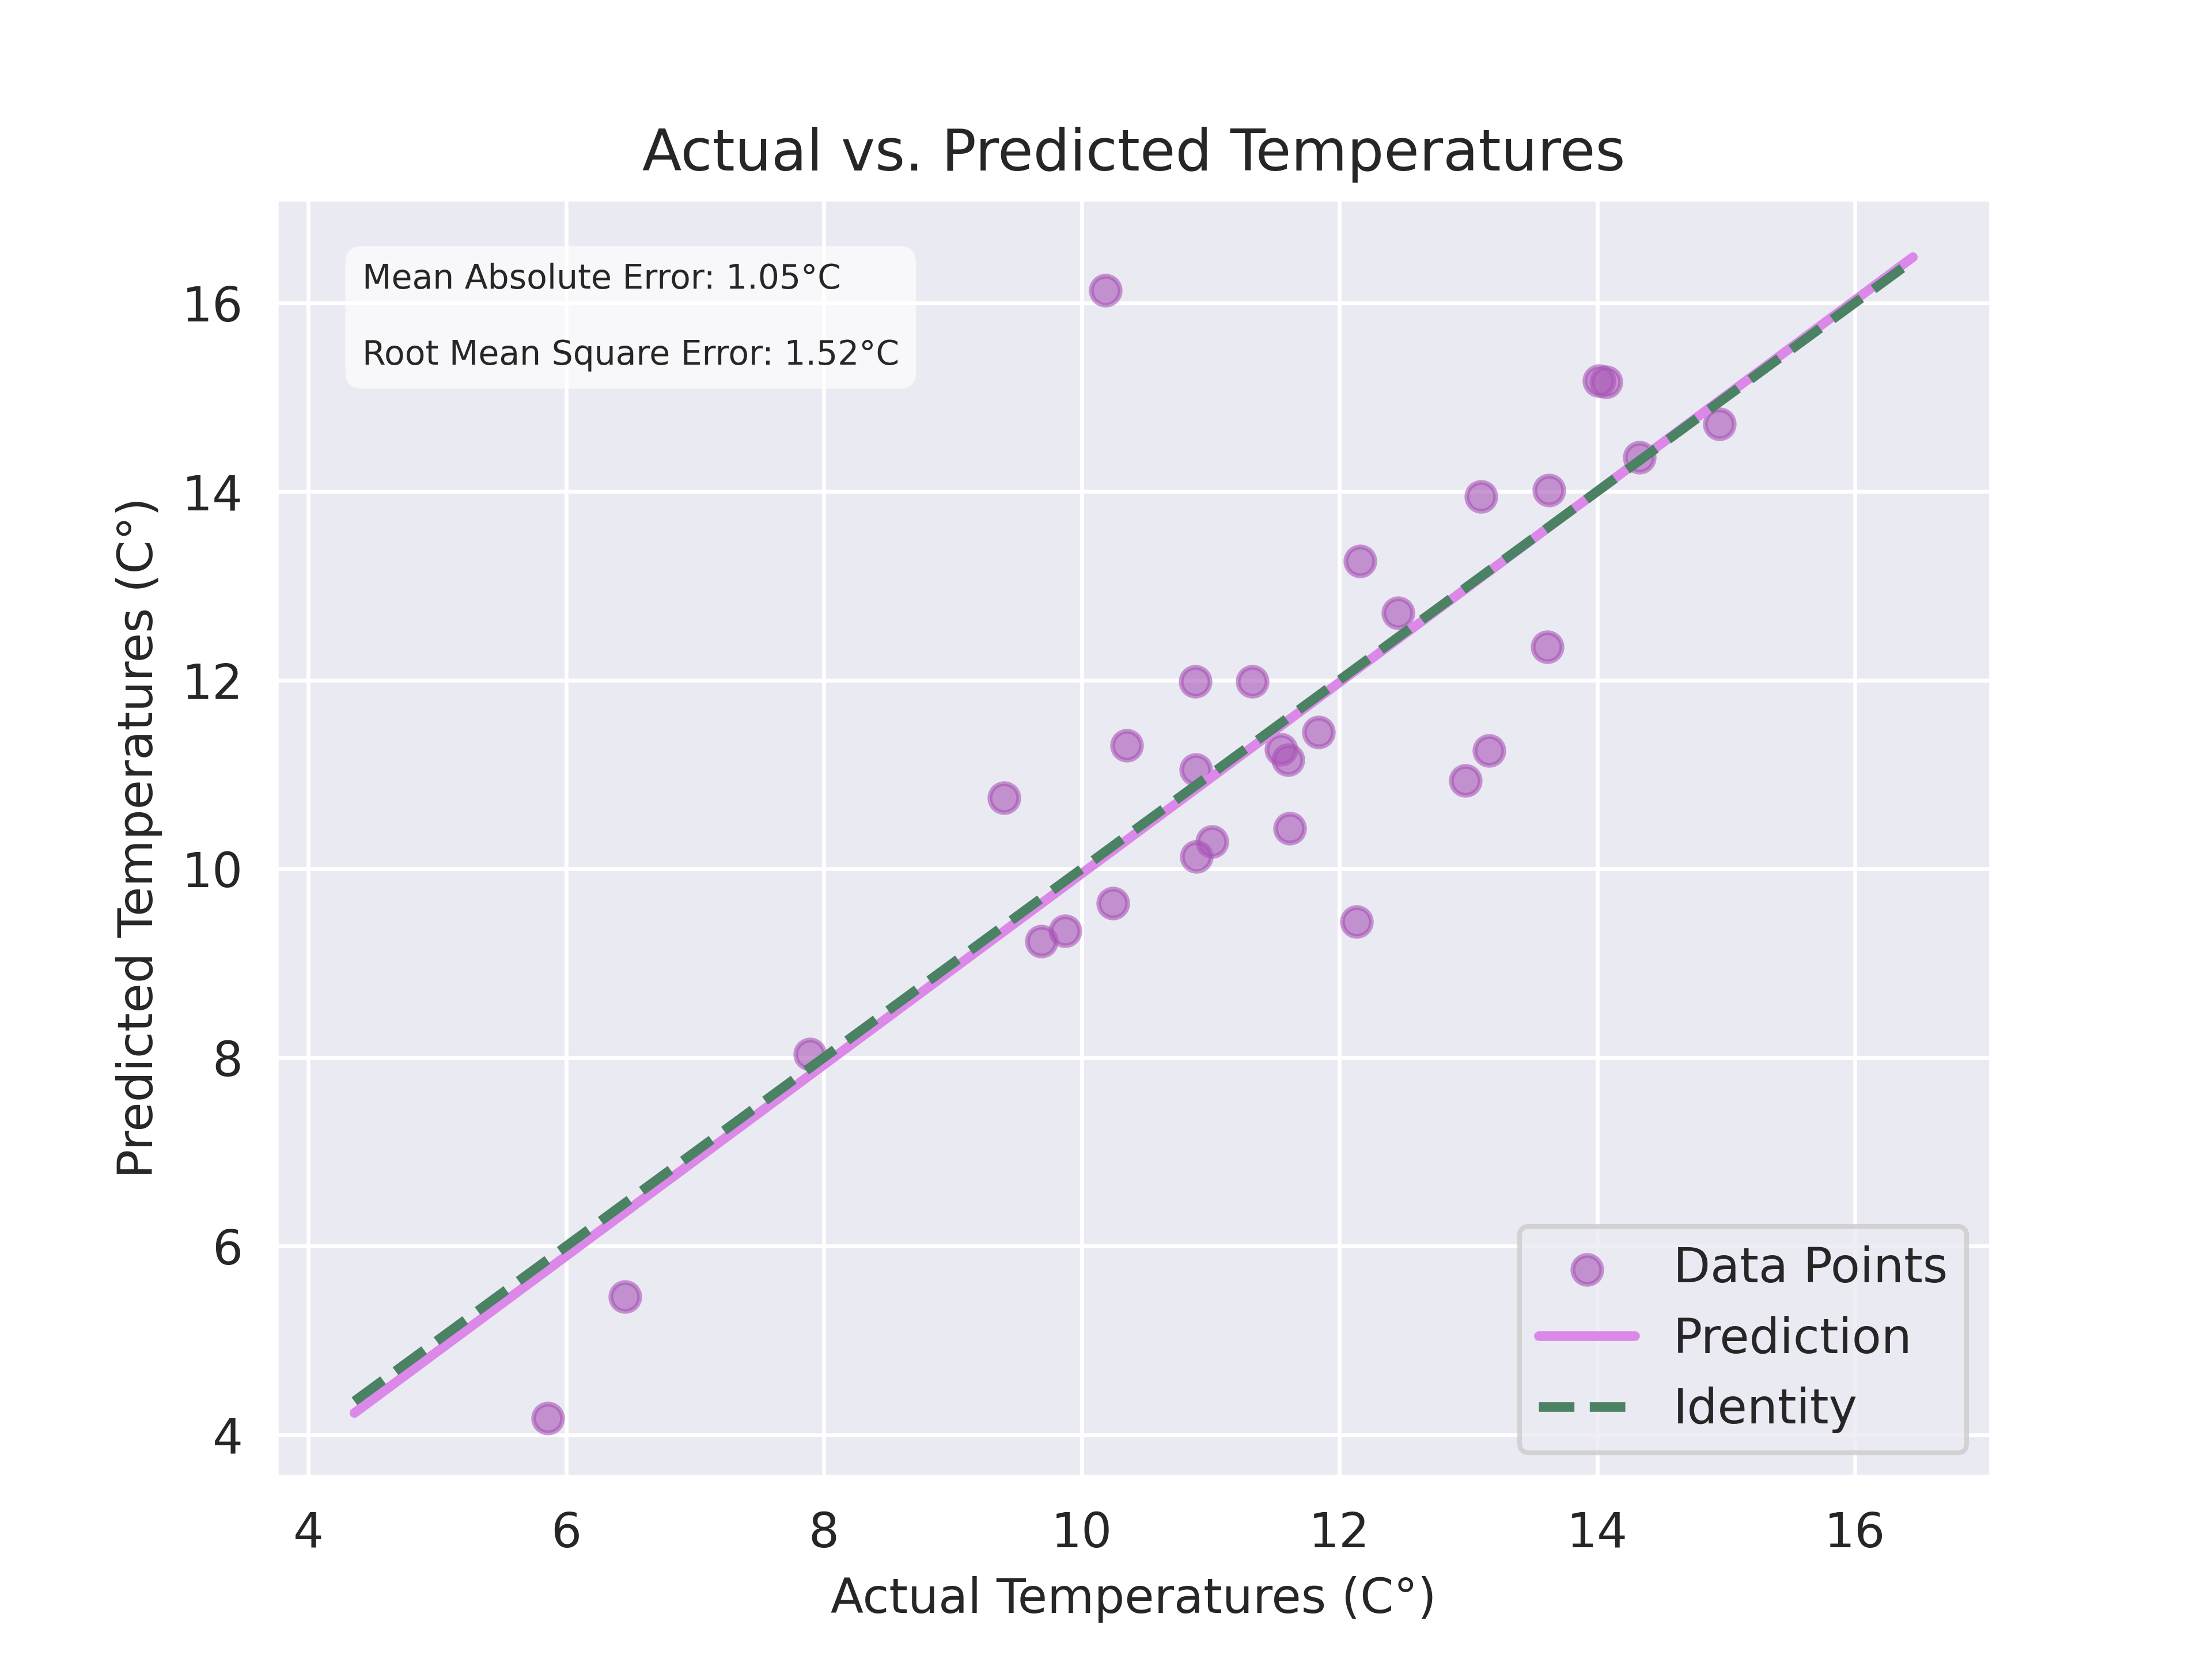 Actual vs. Predicted Temperatures
Mean Absolute Error: 1.05°C
Root Mean Square Error: 1.52°C
Predicted Temperatures (C°)
16
14
12
10
8
6
4
Data Points
Prediction
Identity
4 6 8 10 12 14 16
Actual Temperatures (C°)